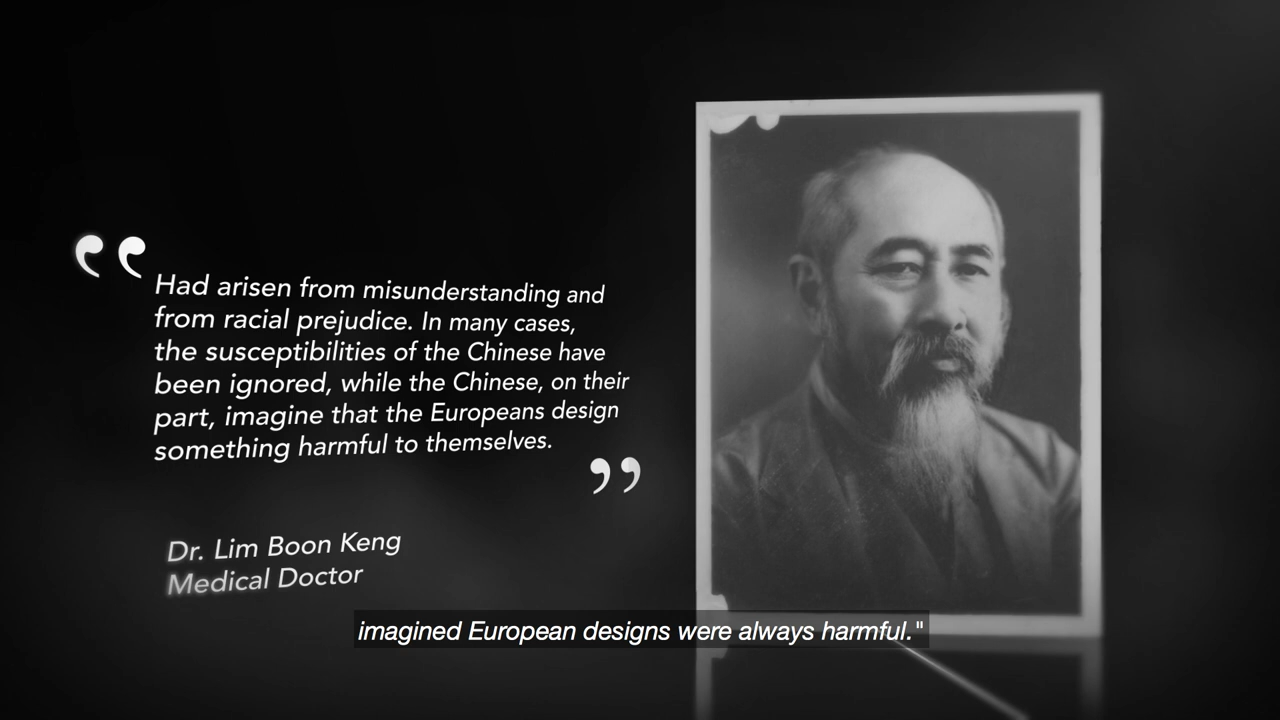 “
Had arisen from misunderstanding and
from racial prejudice. In many cases,
the susceptibilities of the Chinese have
been ignored, while the Chinese, on their
part, imagine that the Europeans design
something harmful to themselves.
”
Dr. Lim Boon Keng
Medical Doctor
imagined European designs were always harmful."